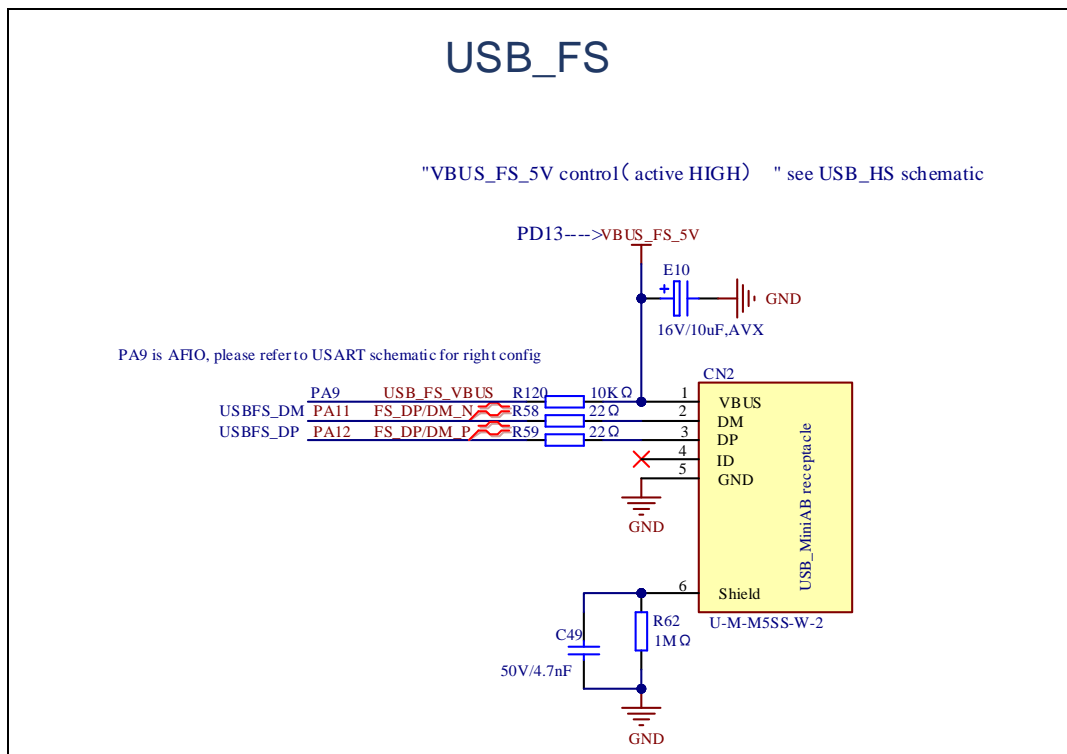 USB_FS
"VBUS_FS_5V control（active HIGH） " see USB_HS schematic
PD13---->VBUS_FS_5V
E10
+
GND
16V/10uF,AVX
PA9 is AFIO, please refer to USART schematic for right config
CN2
PA9 USB_FS_VBUS R120 10KΩ 1 VBUS
USBFS_DM PA11 FS_DP/DM_N R58 22Ω 2 DM
USBFS_DP PA12 FS_DP/DM_P R59 22Ω 3 DP
4 ID
5 GND
GND
USB_MiniAB receptacle
6 Shield
U-M-M5SS-W-2
R62
C49
1MΩ
50V/4.7nF
GND